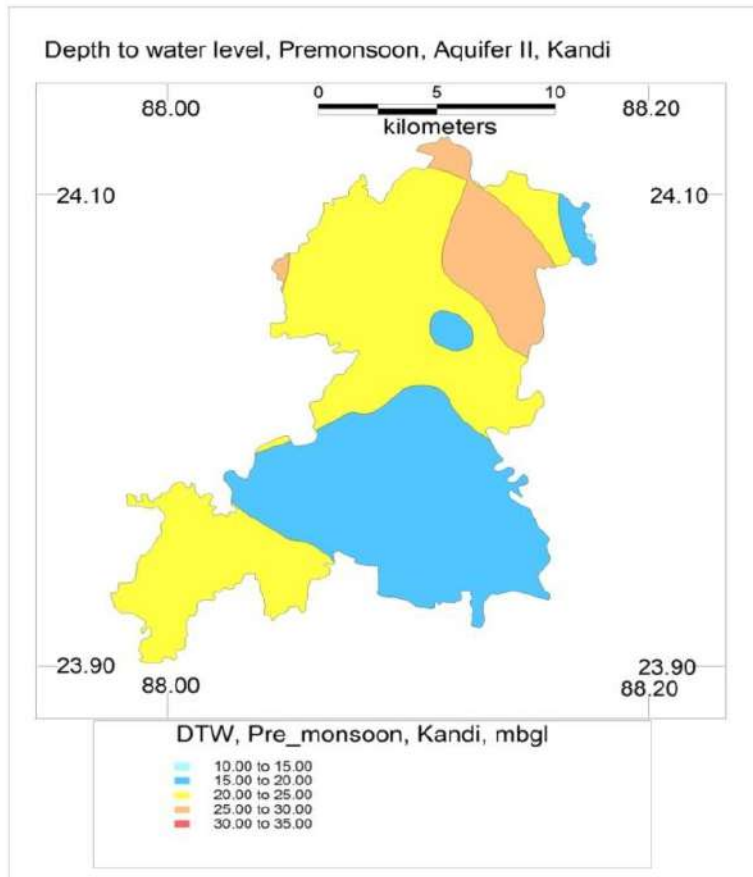 Depth to water level, Premonsoon, Aquifer II, Kandi
0 5 10
88.00 88.20
kilometers
24.10 24.10
23.90 23.90
88.00 88.20
DTW, Pre_monsoon, Kandi, mbgl
10.00 to 15.00
15.00 to 20.00
20.00 to 25.00
25.00 to 30.00
30.00 to 35.00